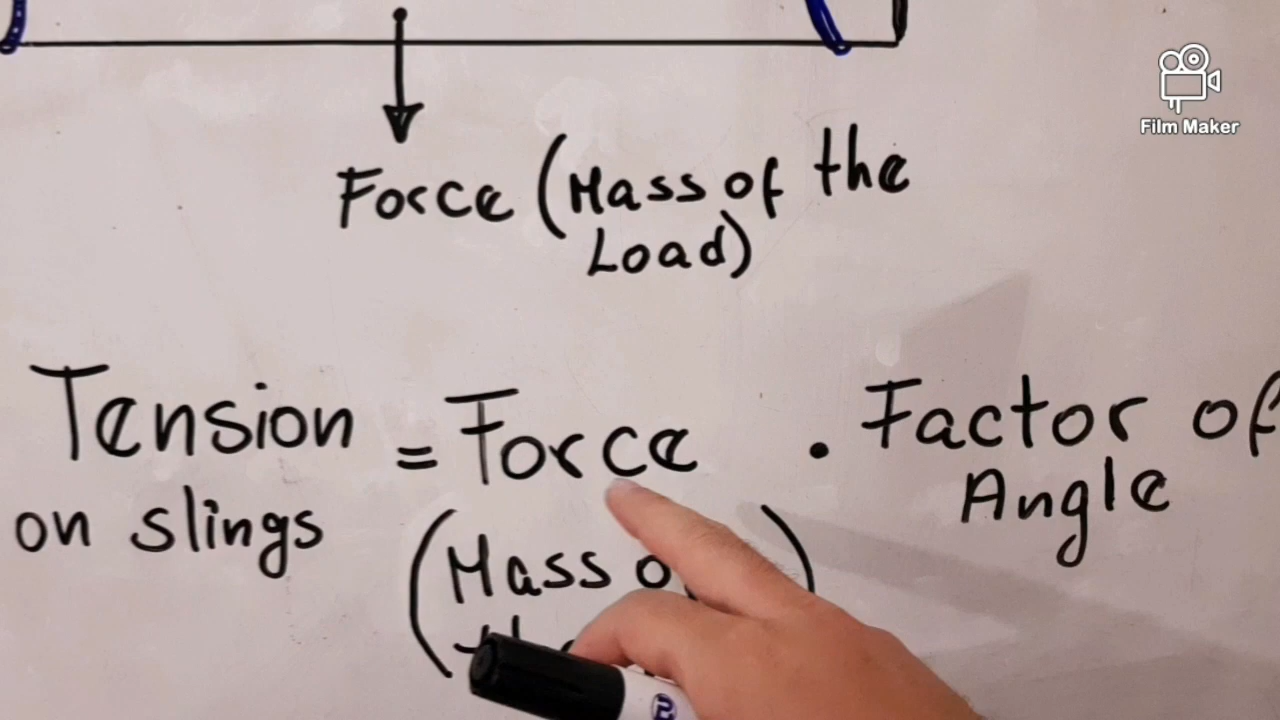 Film Maker
Force (Mass of the
Load)
Tension = Force . Factor of
on slings
Angle
(Mass
)